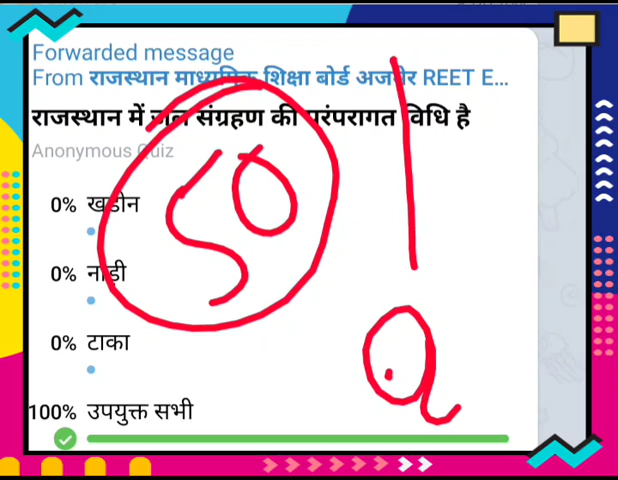 Forwarded message
From राजस्थान माध्यमिक शिक्षा बोर्ड अजमेर REET E...
राजस्थान में जल संग्रहण की परंपरागत विधि है
Anonymous Quiz
0% खडीन
0% नाड़ी
0% टाका
100% उपयुक्त सभी
50